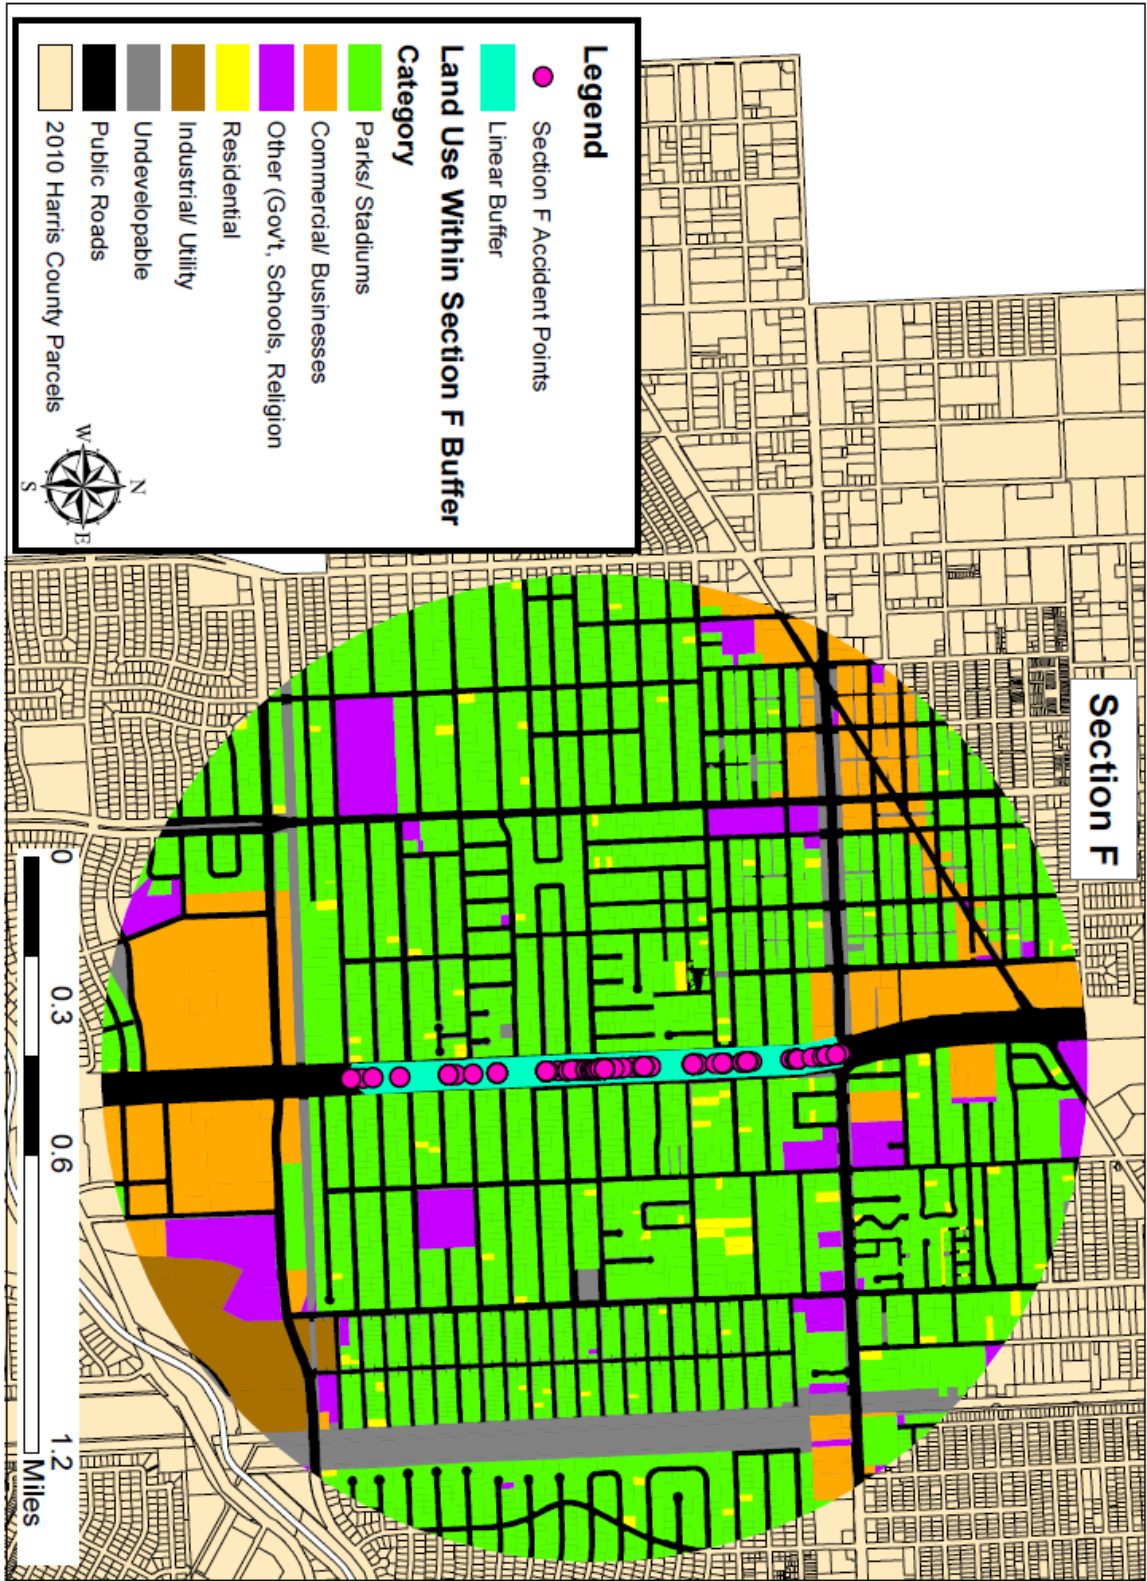 Section F
Legend
Section F Accident Points
Linear Buffer
Land Use Within Section F Buffer
Category
Parks/ Stadiums
Commercial/ Businesses
Other (Gov't, Schools, Religion
Residential
Industrial/ Utility
Undevelopable
Public Roads
2010 Harris County Parcels
N
W E
S
0 0.3 0.6 1.2
Miles